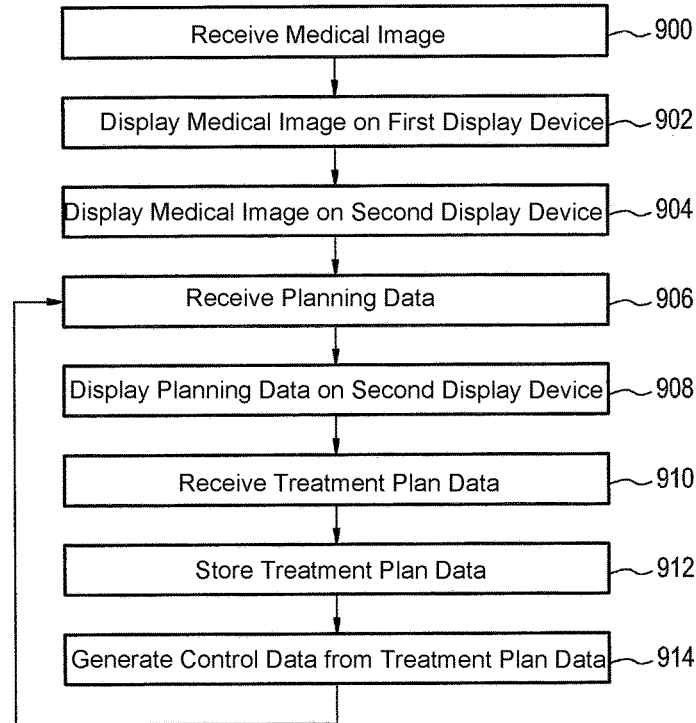 Receive Medical Image 900
Display Medical Image on First Display Device 902
Display Medical Image on Second Display Device 904
Receive Planning Data 906
Display Planning Data on Second Display Device 908
Receive Treatment Plan Data 910
Store Treatment Plan Data 912
Generate Control Data from Treatment Plan Data 914